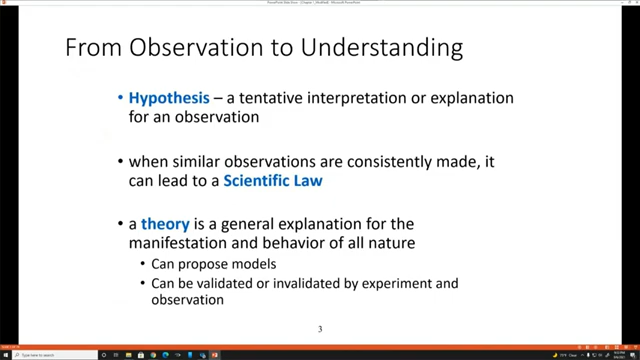 From Observation to Understanding
• Hypothesis – a tentative interpretation or explanation
for an observation
• when similar observations are consistently made, it
can lead to a Scientific Law
• a theory is a general explanation for the
manifestation and behavior of all nature
• Can propose models
• Can be validated or invalidated by experiment and
observation
3
Type here to search